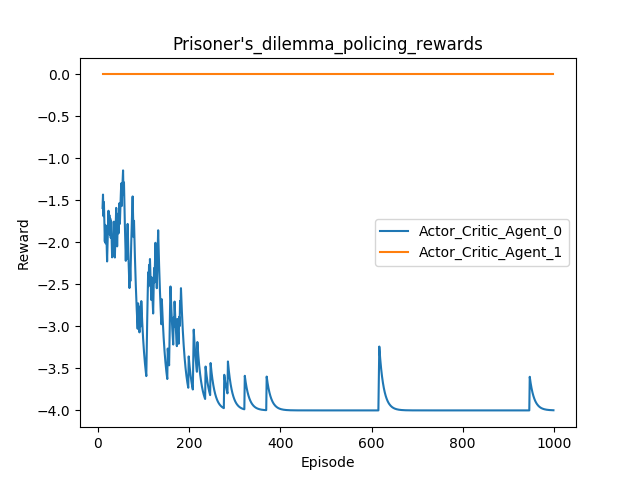 Prisoner's_dilemma_policing_rewards
Reward
0.0
−0.5
−1.0
−1.5
−2.0
−2.5
−3.0
−3.5
−4.0
Actor_Critic_Agent_0
Actor_Critic_Agent_1
0 200 400 600 800 1000
Episode